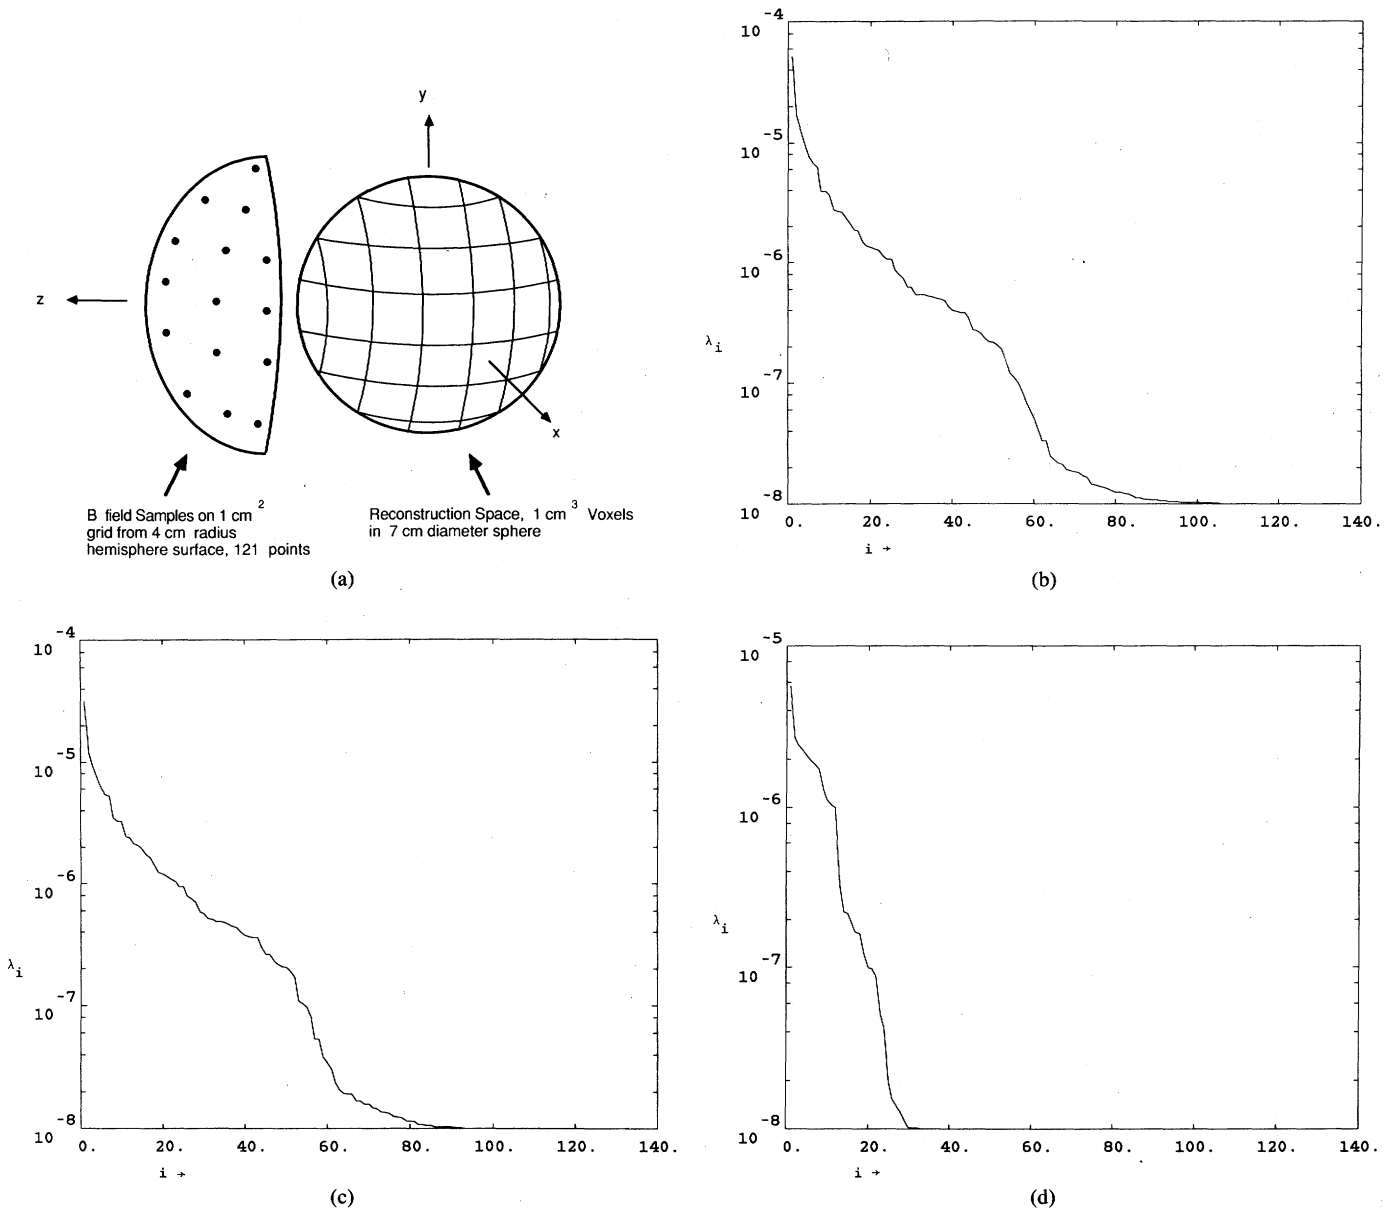 y
z
x
B field Samples on 1 cm 2
grid from 4 cm radius
hemisphere surface, 121 points
Reconstruction Space, 1 cm 3 Voxels
in 7 cm diameter sphere
(a)
10 -4
10 -5
10 -6
λ i
10 -7
10 -8
0. 20. 40. 60. 80. 100. 120. 140.
i →
(b)
10 -4
10 -5
10 -6
λ i
10 -7
10 -8
0. 20. 40. 60. 80. 100. 120. 140.
i →
(c)
10 -5
10 -6
λ i
10 -7
10 -8
0. 20. 40. 60. 80. 100. 120. 140.
i →
(d)